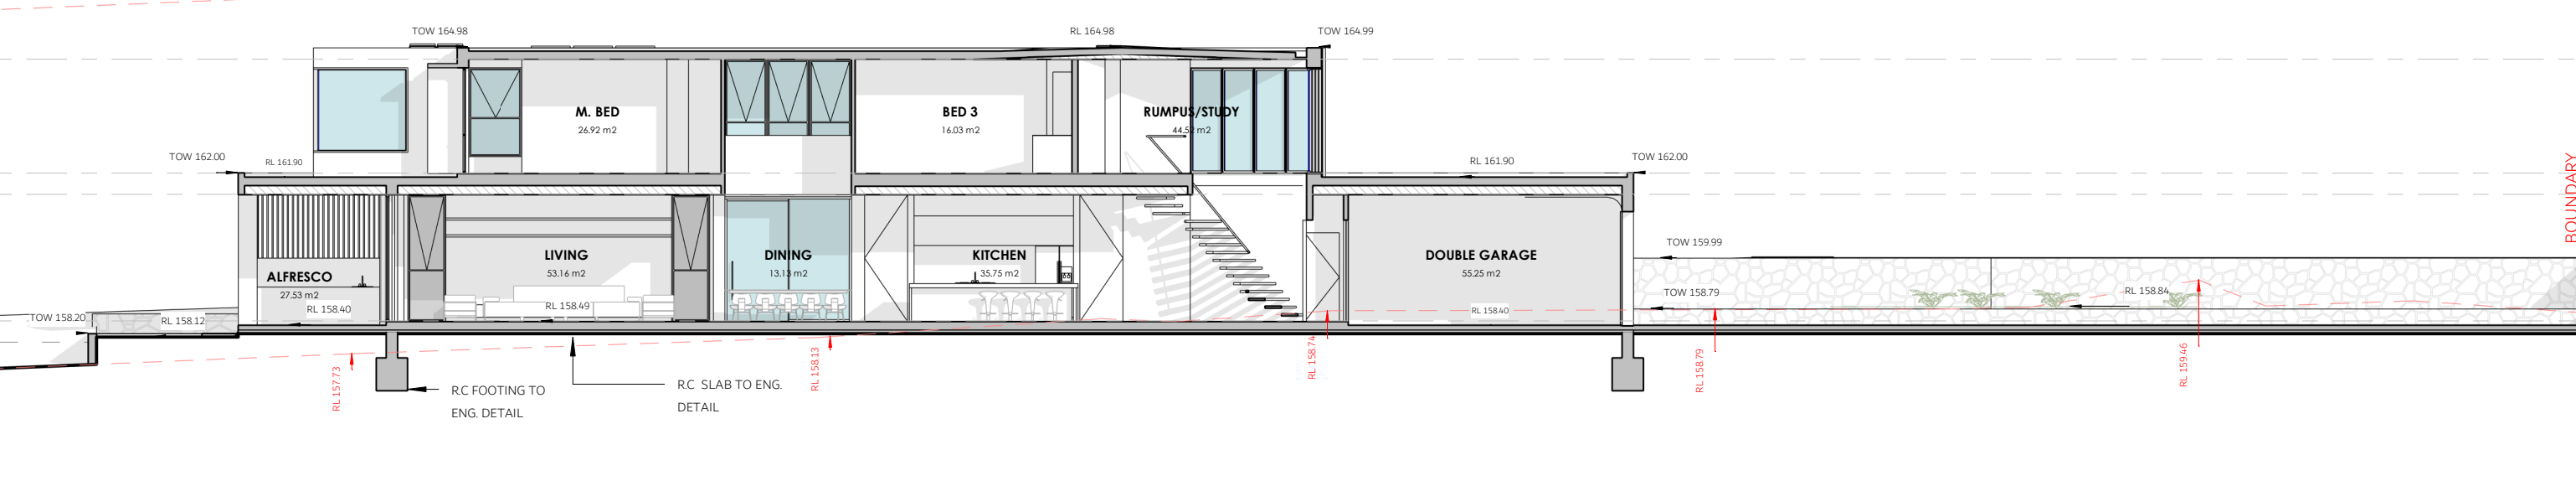 TOW 164.98
RL 164.98
TOW 164.99
M. BED
26.92 m2
BED 3
16.03 m2
RUMPUS/STUDY
44.52 m2
TOW 162.00
RL 161.90
RL 161.90
TOW 162.00
BOUNDARY
ALFRESCO
27.53 m2
RL 158.40
LIVING
53.16 m2
RL 158.49
DINING
13.13 m2
KITCHEN
35.75 m2
DOUBLE GARAGE
55.25 m2
RL 158.40
TOW 159.99
TOW 158.79
RL 158.84
TOW 158.20
RL 158.12
RL 157.73
RL 158.13
RL 158.74
RL 158.79
RL 159.46
R.C FOOTING TO
ENG. DETAIL
R.C SLAB TO ENG.
DETAIL